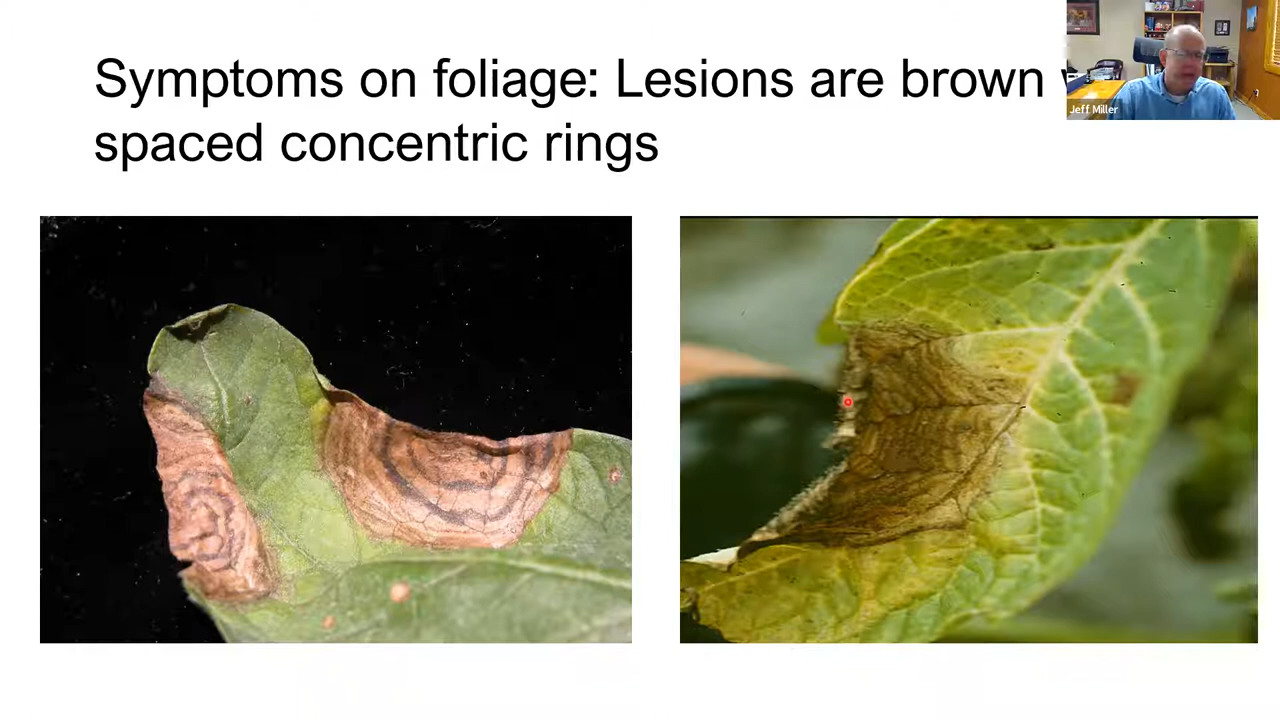 Symptoms on foliage: Lesions are brown
spaced concentric rings
Jeff Miller